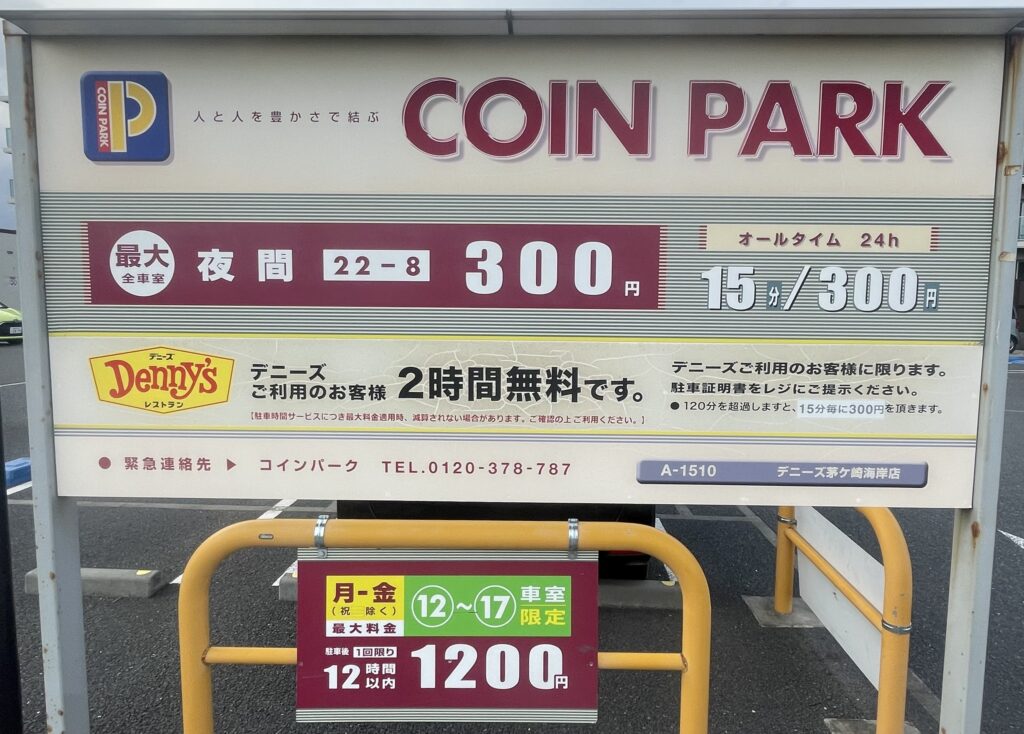 COIN PARK
人と人を豊かさで結ぶ
COIN PARK
最大
全車室
夜間 22-8 300円
オールタイム 24h
15分/300円
デニーズ
Denny's
レストラン
デニーズ
ご利用のお客様 2時間無料です。
【駐車時間サービスにつき最大料金適用時、減算されない場合があります。ご確認の上ご利用ください。】
デニーズご利用のお客様に限ります。
駐車証明書をレジにご提示ください。
●120分を超過しますと、15分毎に300円を頂きます。
●緊急連絡先▶コインパーク TEL.0120-378-787
A-1510 デニーズ茅ケ崎海岸店
月-金
(祝 除く)
最大料金
⑫~⑰車室
限定
駐車後 1回限り
12時間以内 1200円